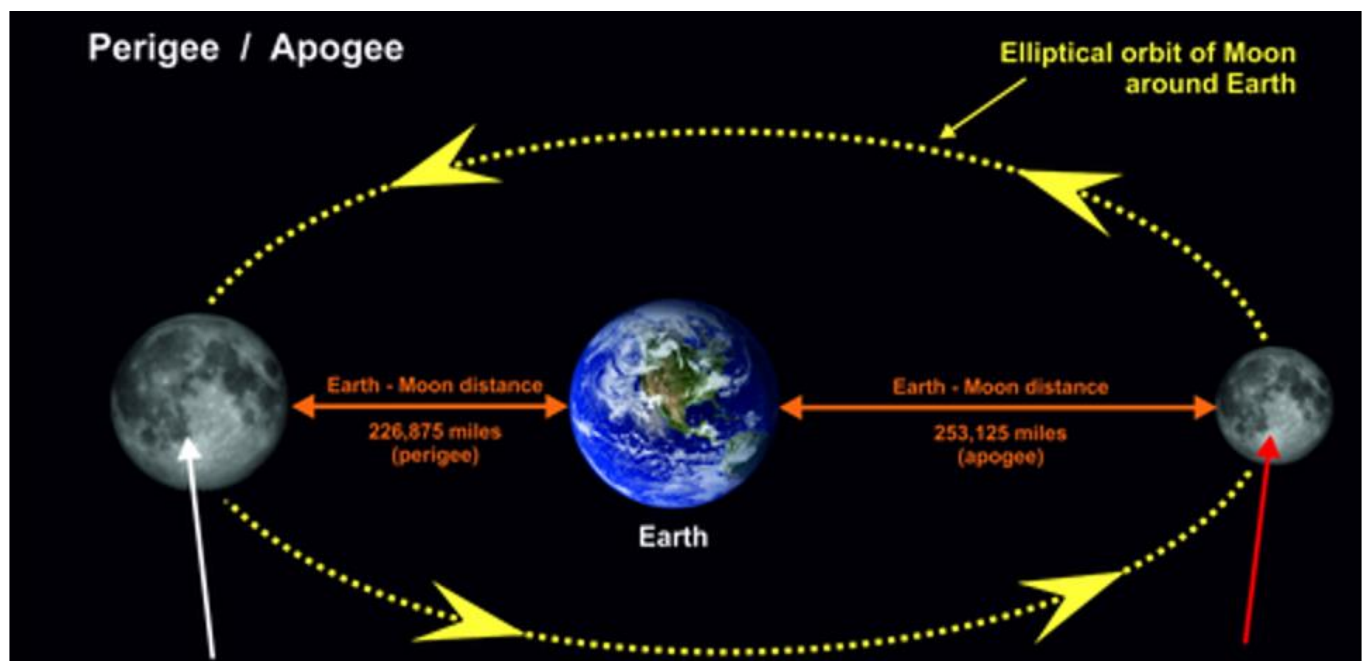 Perigee / Apogee
Elliptical orbit of Moon
around Earth
Earth - Moon distance
226,875 miles
(perigee)
Earth - Moon distance
253,125 miles
(apogee)
Earth